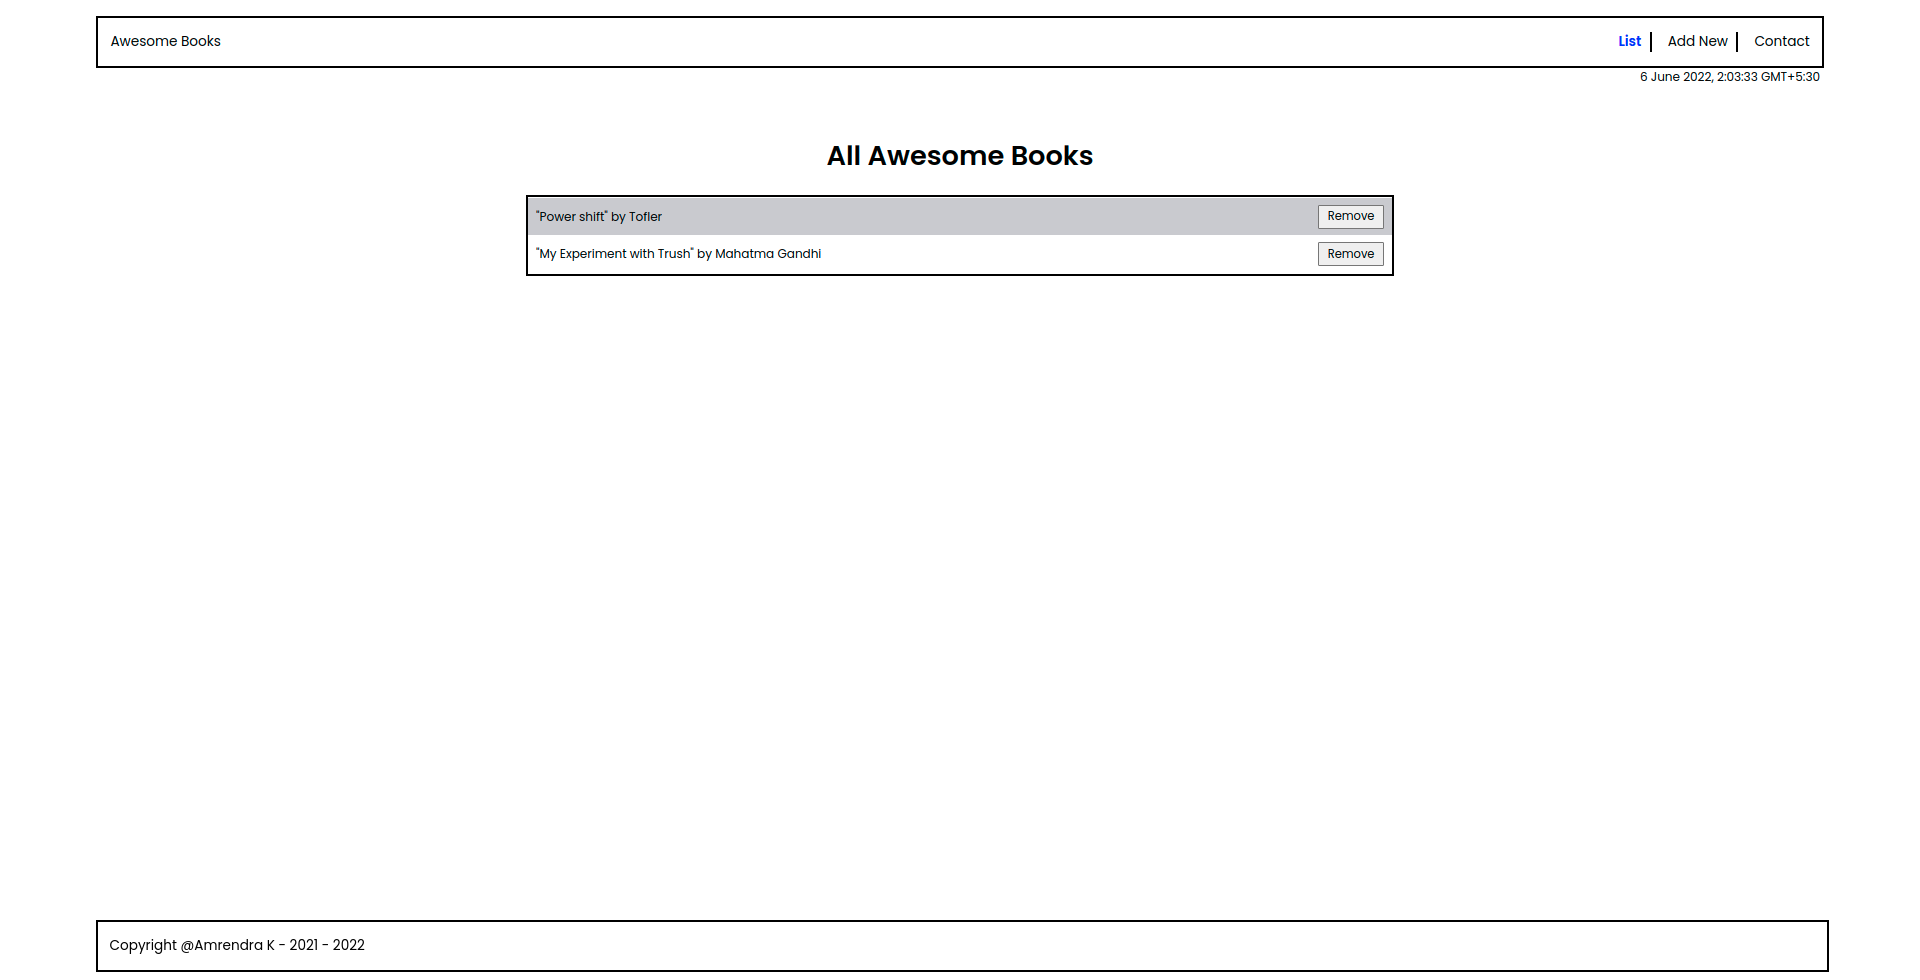 Awesome Books List Add New Contact
6 June 2022, 2:03:33 GMT+5:30
All Awesome Books
"Power shift" by Tofler Remove
"My Experiment with Trush" by Mahatma Gandhi Remove
Copyright @Amrendra K - 2021 - 2022